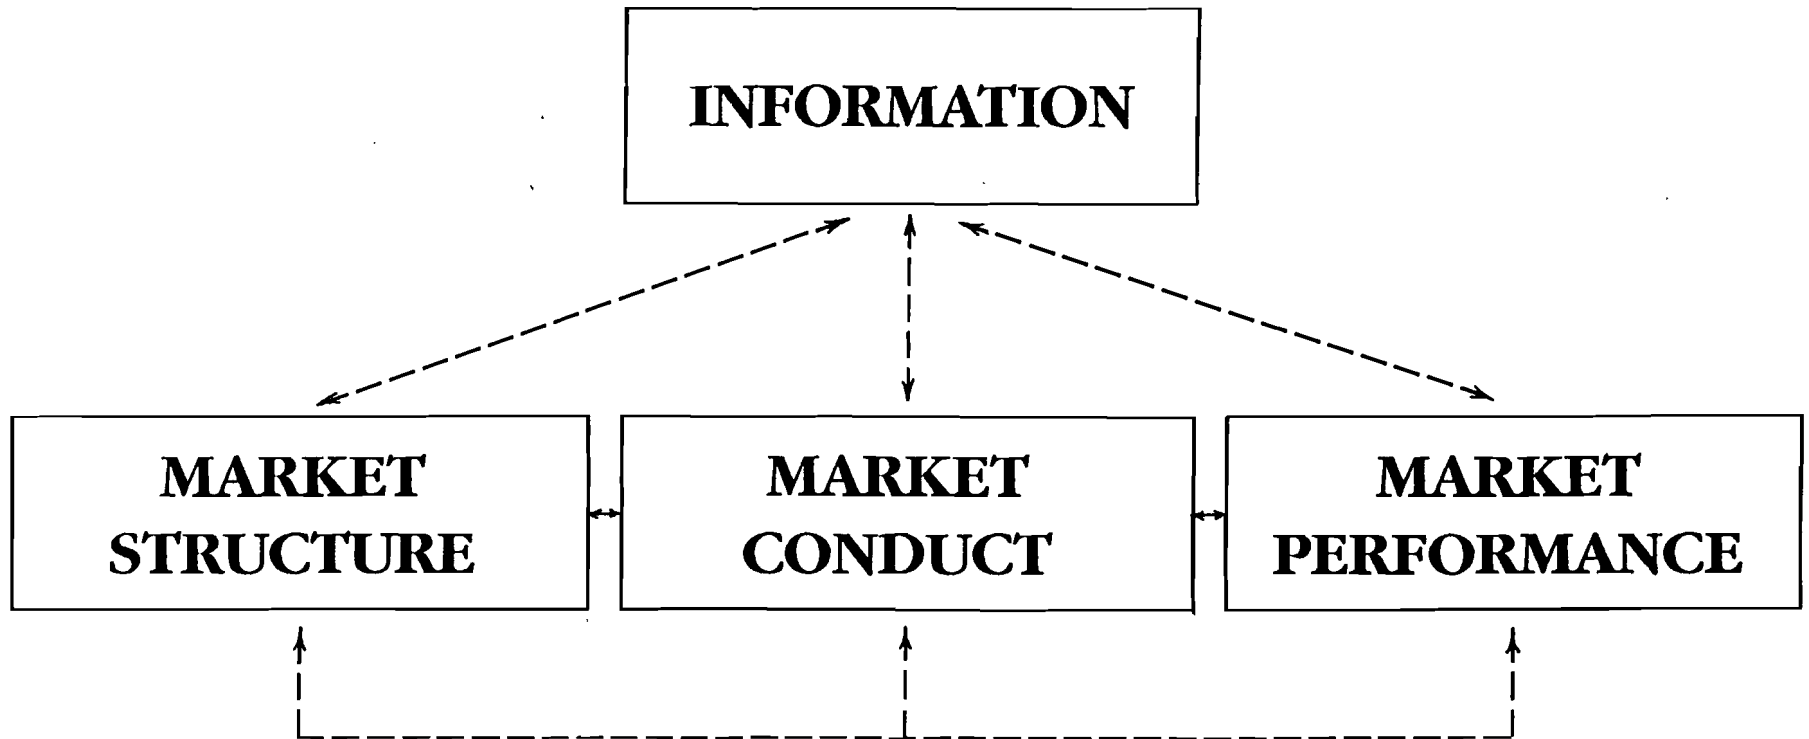 INFORMATION
MARKET
STRUCTURE
MARKET
CONDUCT
MARKET
PERFORMANCE